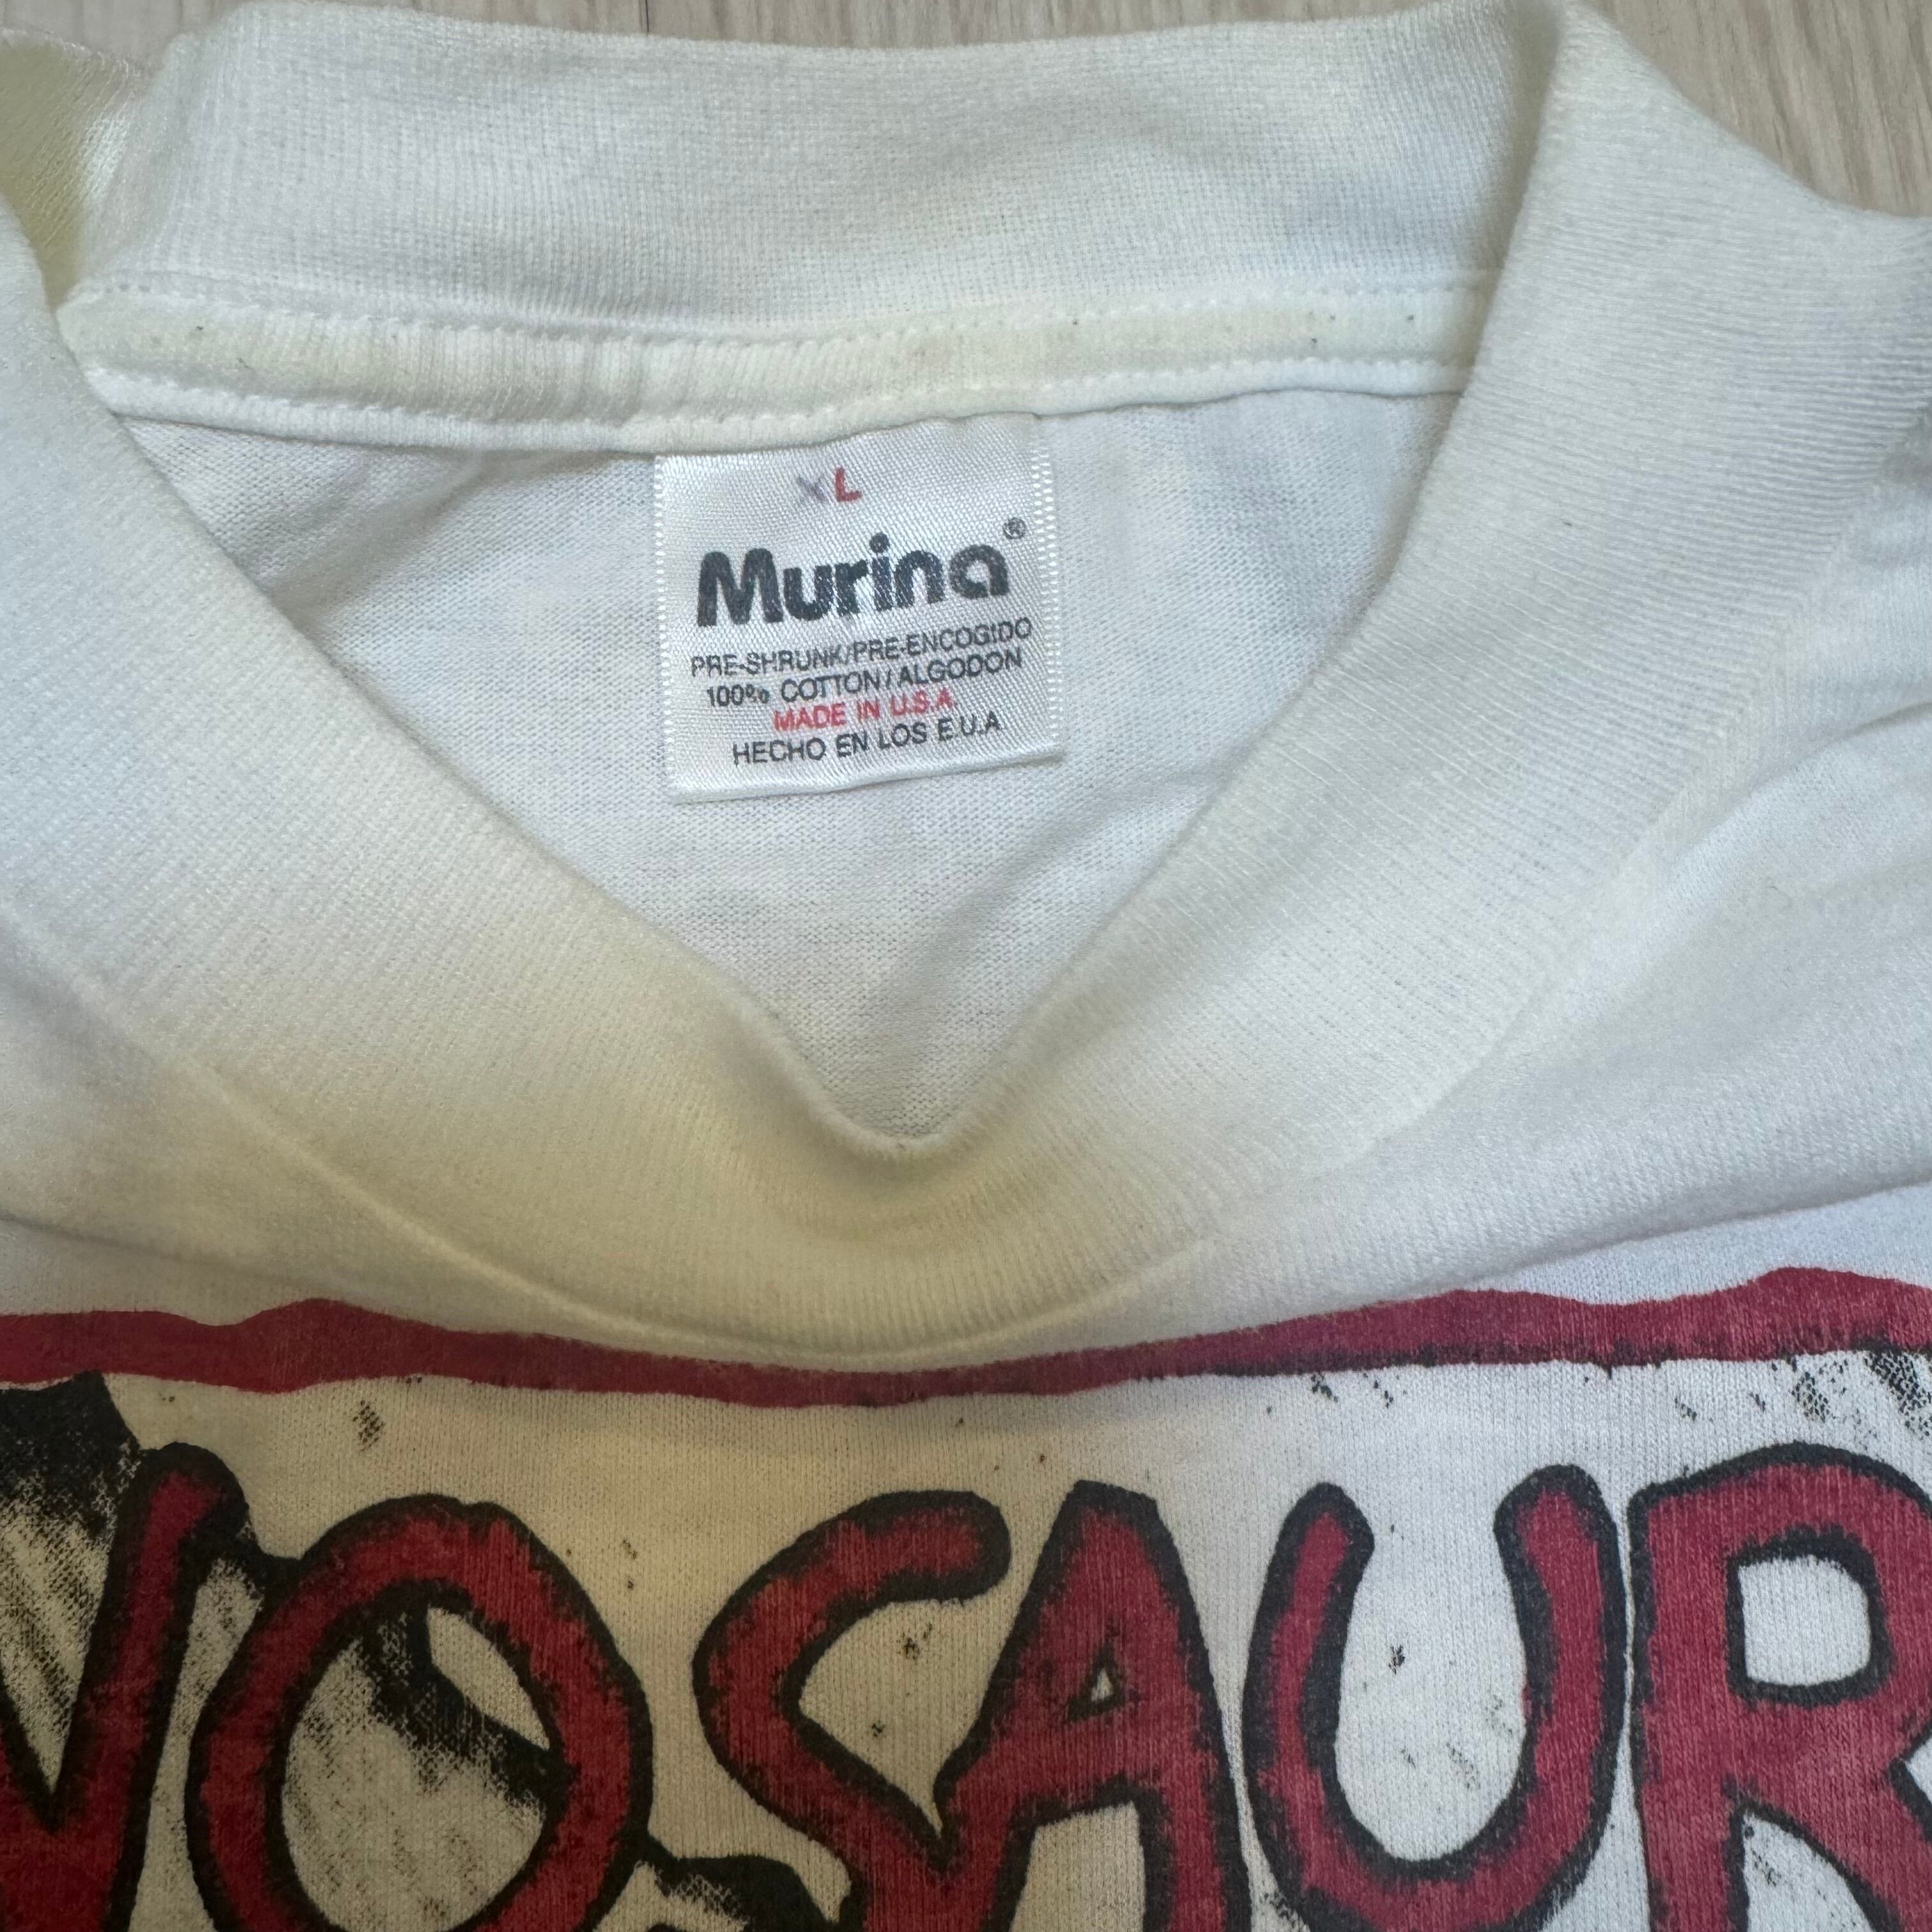 XL
Murina®
PRE-SHRUNK/PRE-ENCOGIDO
100% COTTON/ALGODON
MADE IN U.S.A
HECHO EN LOS E.U.A
NOSAUR